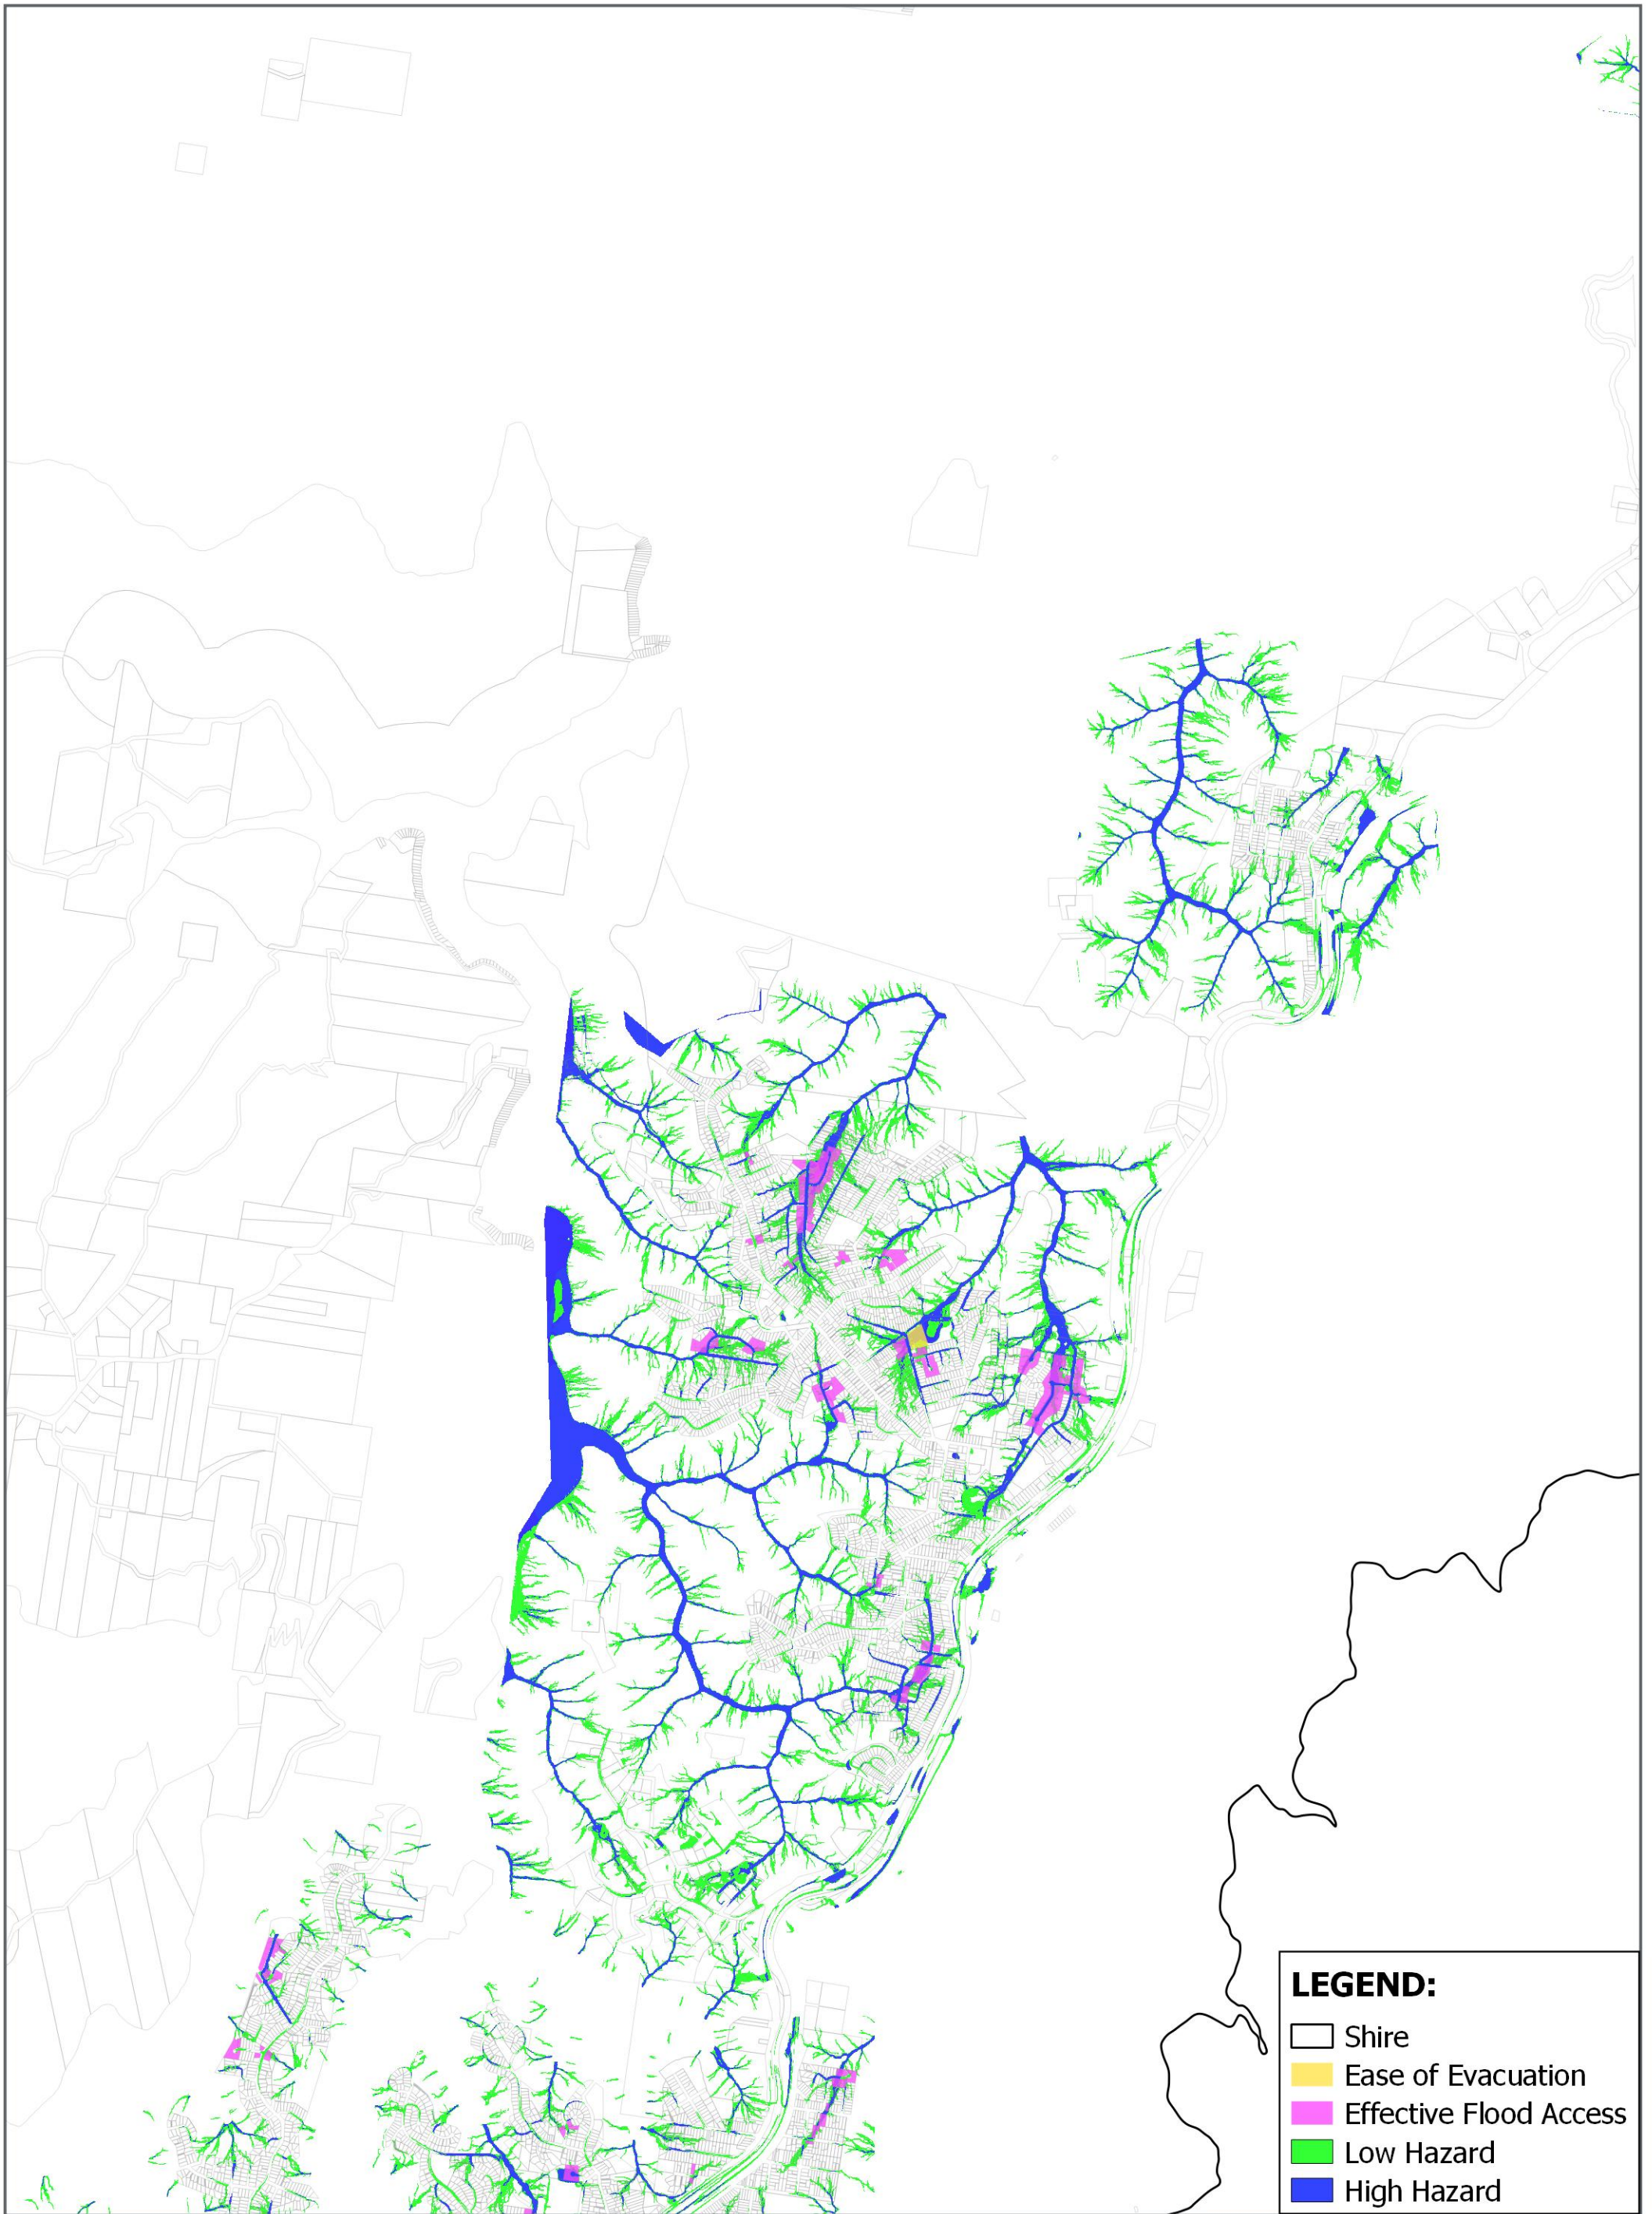 LEGEND:
Shire
Ease of Evacuation
Effective Flood Access
Low Hazard
High Hazard